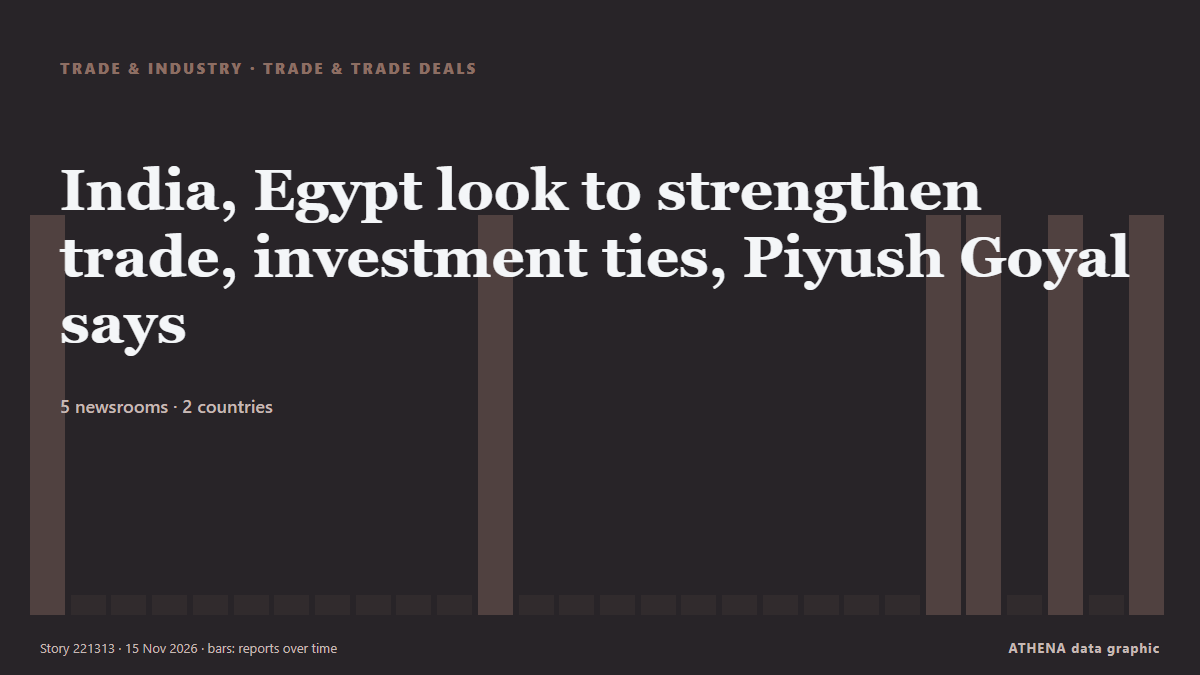 TRADE & INDUSTRY · TRADE & TRADE DEALS
India, Egypt look to strengthen
trade, investment ties, Piyush Goyal
says
5 newsrooms · 2 countries
Story 221313 · 15 Nov 2026 · bars: reports over time
ATHENA data graphic